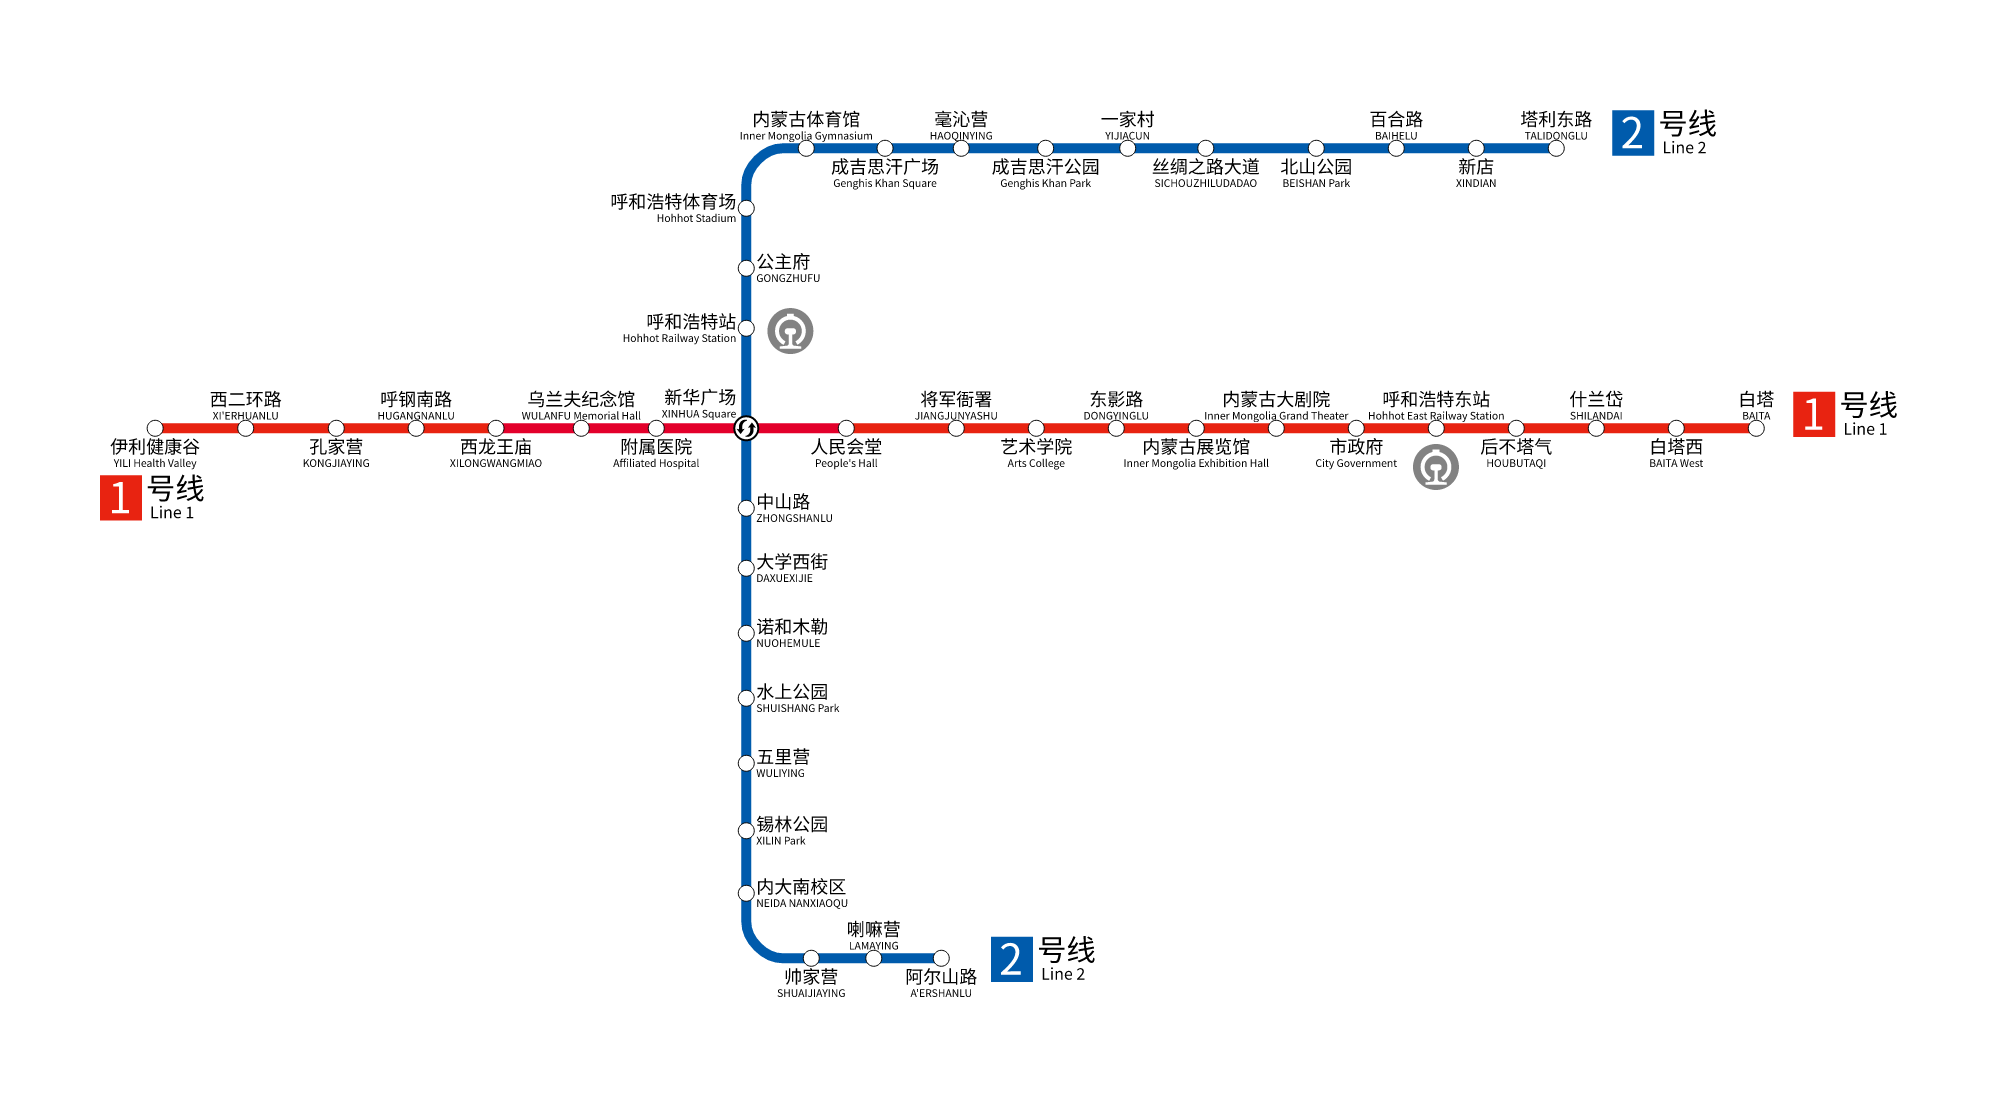 内蒙古体育馆
Inner Mongolia Gymnasium
成吉思汗广场
Genghis Khan Square
毫沁营
HAOQINYING
成吉思汗公园
Genghis Khan Park
一家村
YIJIACUN
丝绸之路大道
SICHOUZHILUDADAO
北山公园
BEISHAN Park
百合路
BAIHELU
新店
XINDIAN
塔利东路
TALIDONGLU
2
号线
Line 2
呼和浩特体育场
Hohhot Stadium
公主府
GONGZHUFU
呼和浩特站
Hohhot Railway Station
伊利健康谷
YILI Health Valley
1
号线
Line 1
西二环路
XI'ERHUANLU
孔家营
KONGJIAYING
呼钢南路
HUGANGNANLU
西龙王庙
XILONGWANGMIAO
乌兰夫纪念馆
WULANFU Memorial Hall
附属医院
Affiliated Hospital
新华广场
XINHUA Square
人民会堂
People's Hall
将军衙署
JIANGJUNYASHU
艺术学院
Arts College
东影路
DONGYINGLU
内蒙古展览馆
Inner Mongolia Exhibition Hall
内蒙古大剧院
Inner Mongolia Grand Theater
市政府
City Government
呼和浩特东站
Hohhot East Railway Station
后不塔气
HOUBUTAQI
什兰岱
SHILANDAI
白塔西
BAITA West
白塔
BAITA
1
号线
Line 1
中山路
ZHONGSHANLU
大学西街
DAXUEXIJIE
诺和木勒
NUOHEMULE
水上公园
SHUISHANG Park
五里营
WULIYING
锡林公园
XILIN Park
内大南校区
NEIDA NANXIAOQU
帅家营
SHUAIJIAYING
喇嘛营
LAMAYING
阿尔山路
A'ERSHANLU
2
号线
Line 2